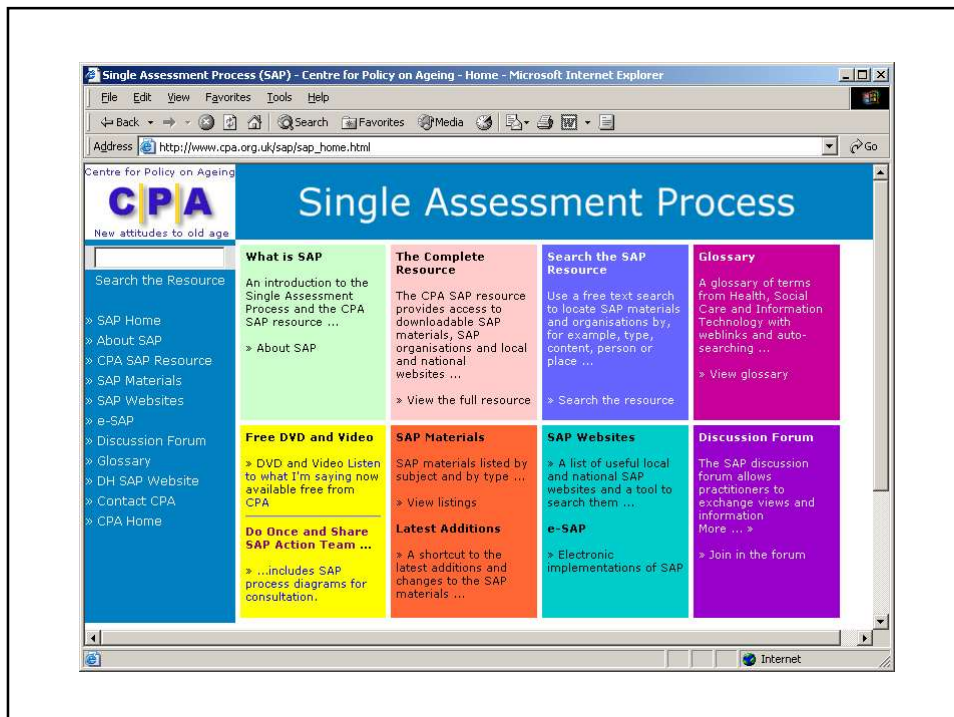 Single Assessment Process (SAP) - Centre for Policy on Ageing - Home - Microsoft Internet Explorer
File Edit View Favorites Tools Help
Back Search Favorites Media
Address http://www.cpa.org.uk/sap/sap_home.html Go
Centre for Policy on Ageing
C|P|A
New attitudes to old age
Single Assessment Process
Search the Resource
» SAP Home
» About SAP
» CPA SAP Resource
» SAP Materials
» SAP Websites
» e-SAP
» Discussion Forum
» Glossary
» DH SAP Website
» Contact CPA
» CPA Home
What is SAP
An introduction to the
Single Assessment
Process and the CPA
SAP resource ...
» About SAP
The Complete
Resource
The CPA SAP resource
provides access to
downloadable SAP
materials, SAP
organisations and local
and national
websites ...
» View the full resource
Search the SAP
Resource
Use a free text search
to locate SAP materials
and organisations by,
for example, type,
content, person or
place ...
» Search the resource
Glossary
A glossary of terms
from Health, Social
Care and Information
Technology with
weblinks and auto-
searching ...
» View glossary
Free DVD and Video
» DVD and Video Listen
to what I'm saying now
available free from
CPA
Do Once and Share
SAP Action Team ...
» ...includes SAP
process diagrams for
consultation.
SAP Materials
SAP materials listed by
subject and by type ...
» View listings
Latest Additions
» A shortcut to the
latest additions and
changes to the SAP
materials ...
SAP Websites
» A list of useful local
and national SAP
websites and a tool to
search them ...
e-SAP
» Electronic
implementations of SAP
Discussion Forum
The SAP discussion
forum allows
practitioners to
exchange views and
information
More ... »
» Join in the forum
Internet